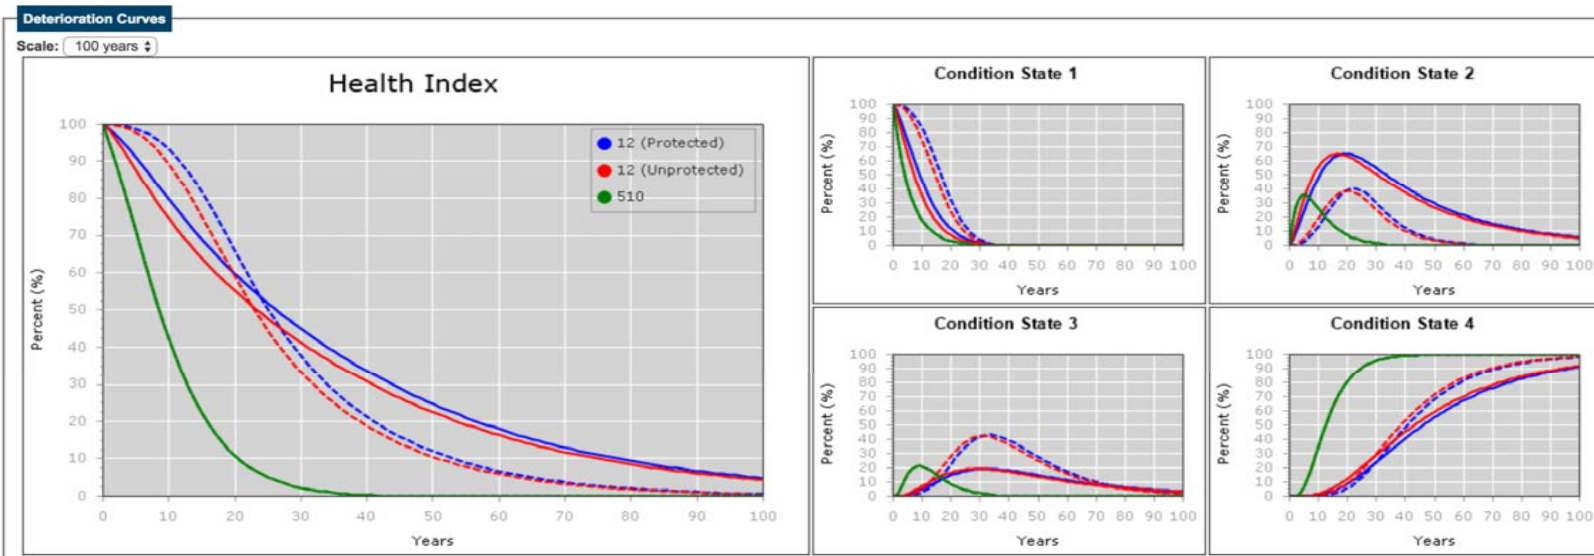 Deterioration Curves
Scale: 100 years
Health Index
Percent (%)
100
90
80
70
60
50
40
30
20
10
0
12 (Protected)
12 (Unprotected)
510
0 10 20 30 40 50 60 70 80 90 100
Years
Condition State 1
Percent (%)
100
90
80
70
60
50
40
30
20
10
0
0 10 20 30 40 50 60 70 80 90 100
Years
Condition State 2
Percent (%)
100
90
80
70
60
50
40
30
20
10
0
0 10 20 30 40 50 60 70 80 90 100
Years
Condition State 3
Percent (%)
100
90
80
70
60
50
40
30
20
10
0
0 10 20 30 40 50 60 70 80 90 100
Years
Condition State 4
Percent (%)
100
90
80
70
60
50
40
30
20
10
0
0 10 20 30 40 50 60 70 80 90 100
Years